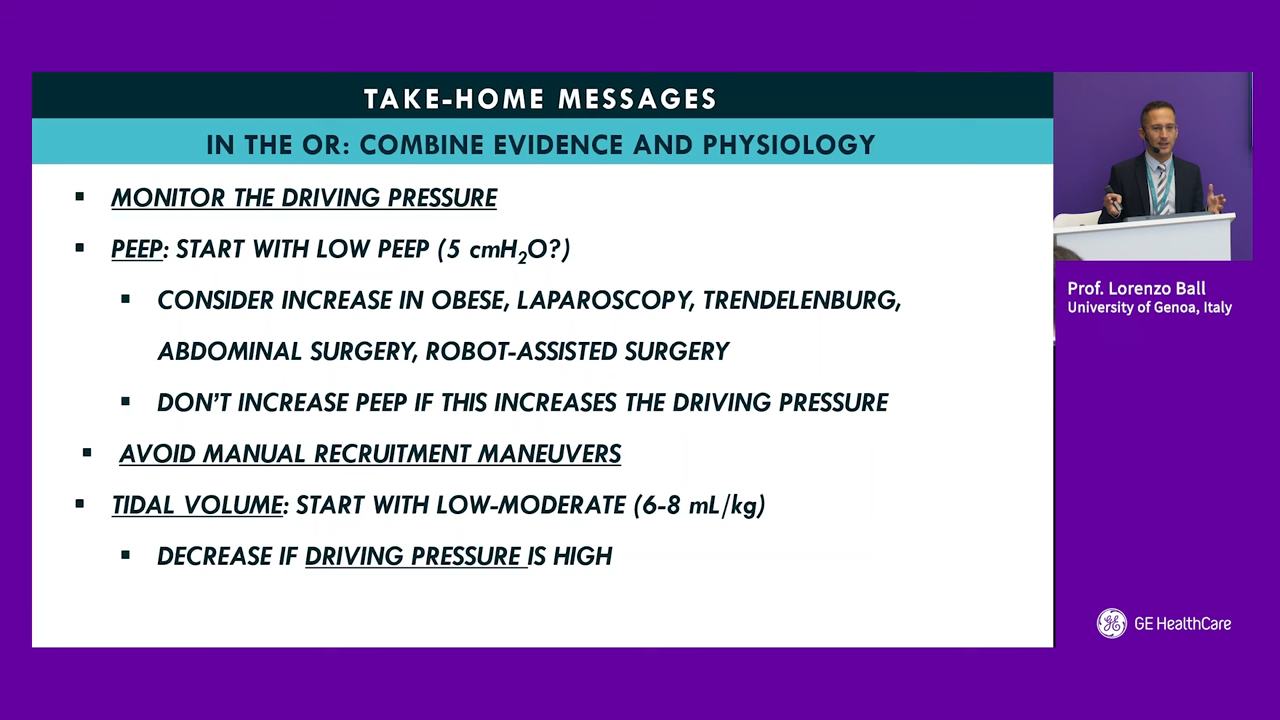 TAKE-HOME MESSAGES
IN THE OR: COMBINE EVIDENCE AND PHYSIOLOGY
▪ MONITOR THE DRIVING PRESSURE
▪ PEEP: START WITH LOW PEEP (5 cmH₂O?)
▪ CONSIDER INCREASE IN OBESE, LAPAROSCOPY, TRENDELENBURG,
ABDOMINAL SURGERY, ROBOT-ASSISTED SURGERY
▪ DON'T INCREASE PEEP IF THIS INCREASES THE DRIVING PRESSURE
▪ AVOID MANUAL RECRUITMENT MANEUVERS
▪ TIDAL VOLUME: START WITH LOW-MODERATE (6-8 mL/kg)
▪ DECREASE IF DRIVING PRESSURE IS HIGH
Prof. Lorenzo Ball
University of Genoa, Italy
GE HealthCare